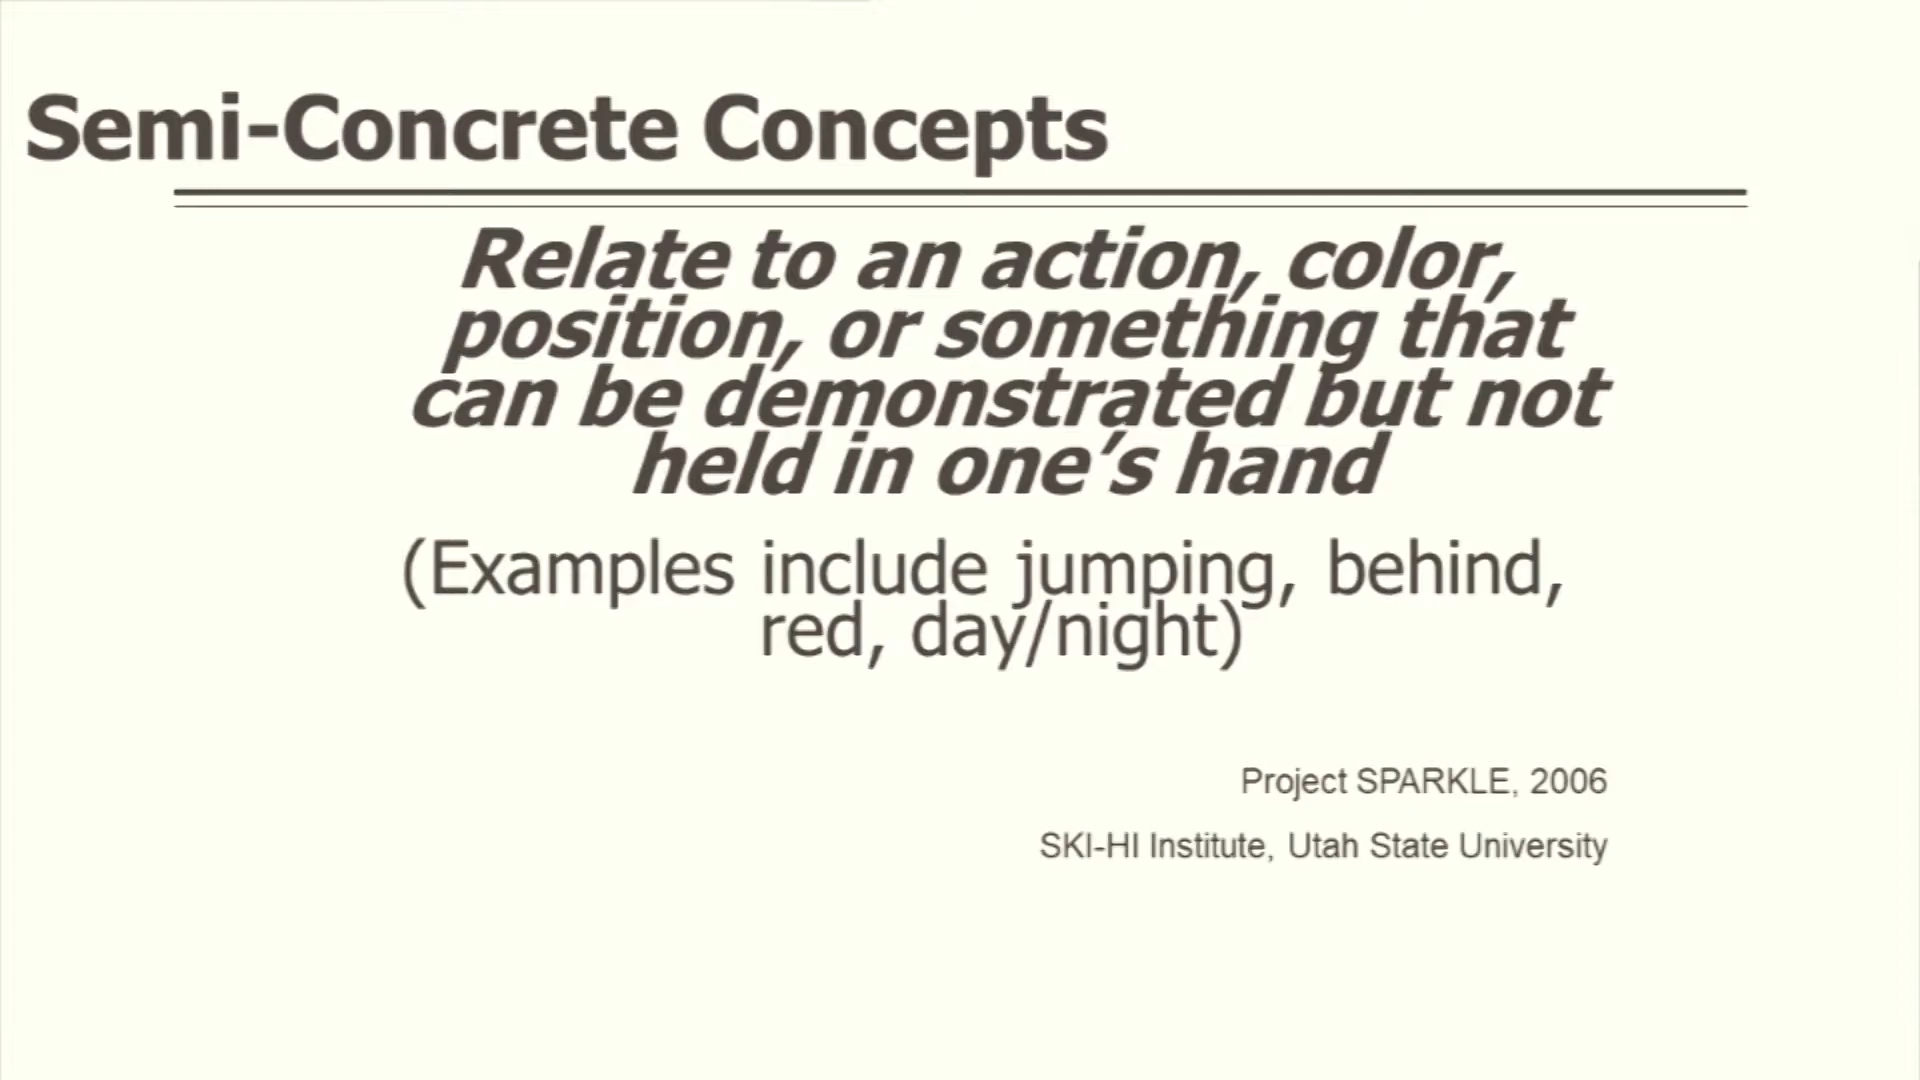 Semi-Concrete Concepts
Relate to an action, color,
position, or something that
can be demonstrated but not
held in one’s hand
(Examples include jumping, behind,
red, day/night)
Project SPARKLE, 2006
SKI-HI Institute, Utah State University